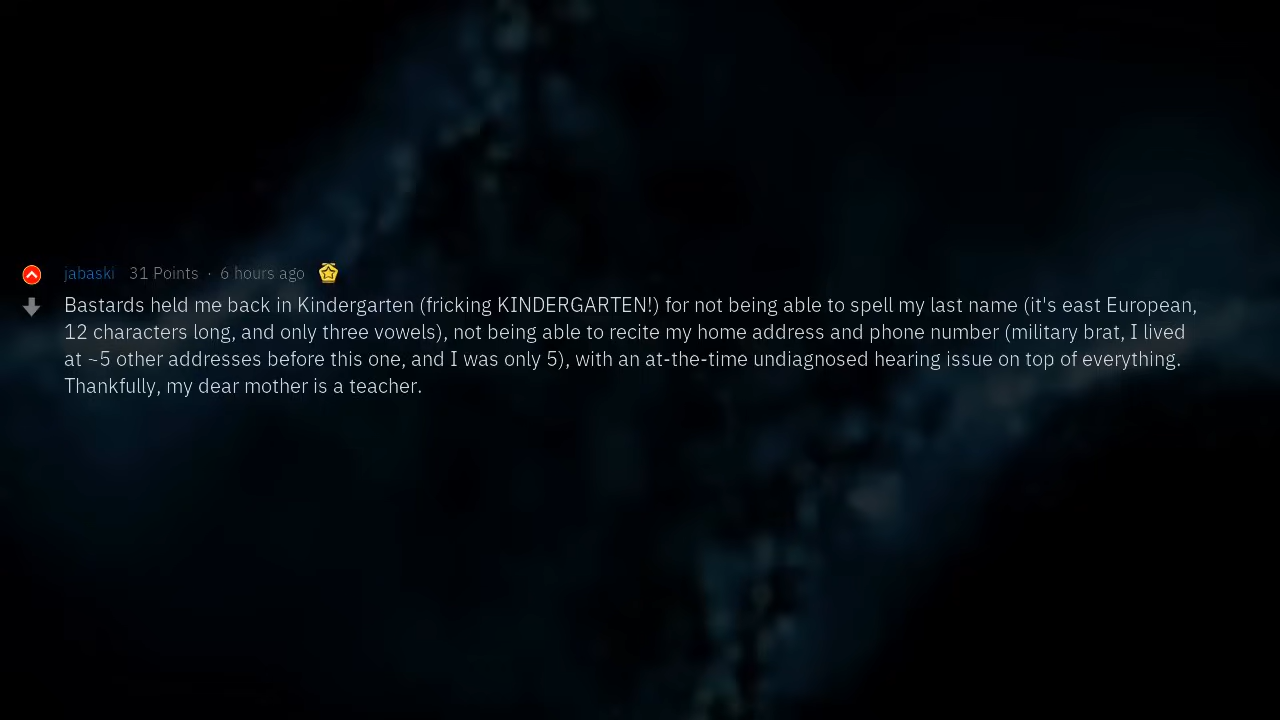 jabaski 31 Points · 6 hours ago
Bastards held me back in Kindergarten (fricking KINDERGARTEN!) for not being able to spell my last name (it's east European,
12 characters long, and only three vowels), not being able to recite my home address and phone number (military brat, I lived
at ~5 other addresses before this one, and I was only 5), with an at-the-time undiagnosed hearing issue on top of everything.
Thankfully, my dear mother is a teacher.